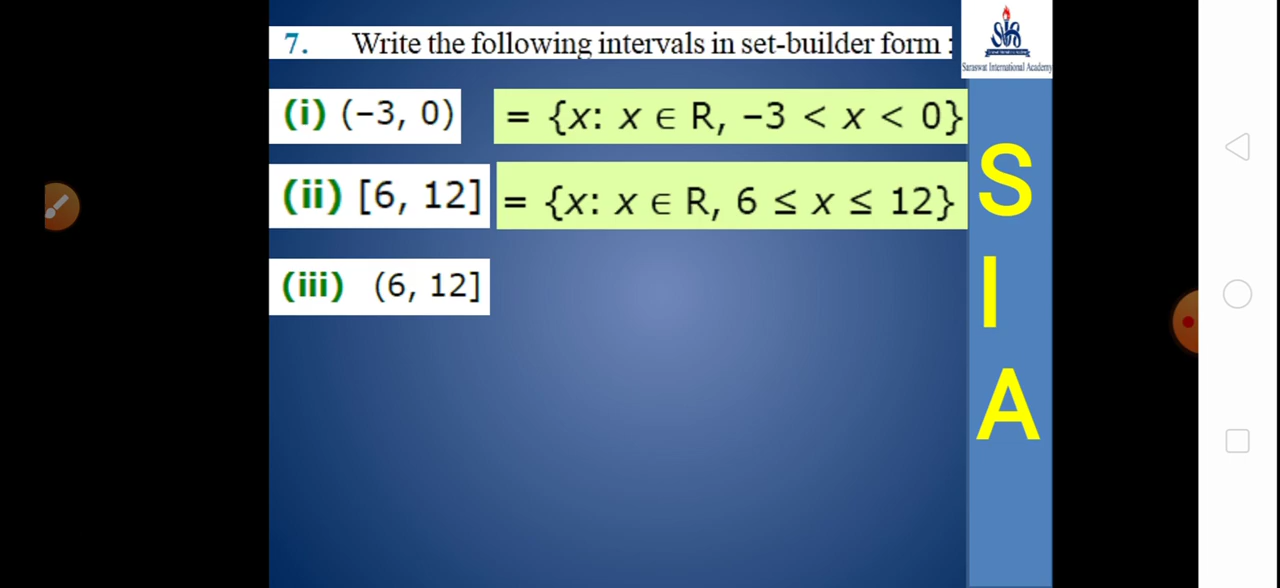 7. Write the following intervals in set-builder form :
Saraswat International Academy
(i) (−3, 0) = {x: x ∈ R, −3 < x < 0}
(ii) [6, 12] = {x: x ∈ R, 6 ≤ x ≤ 12}
(iii) (6, 12]
S
I
A